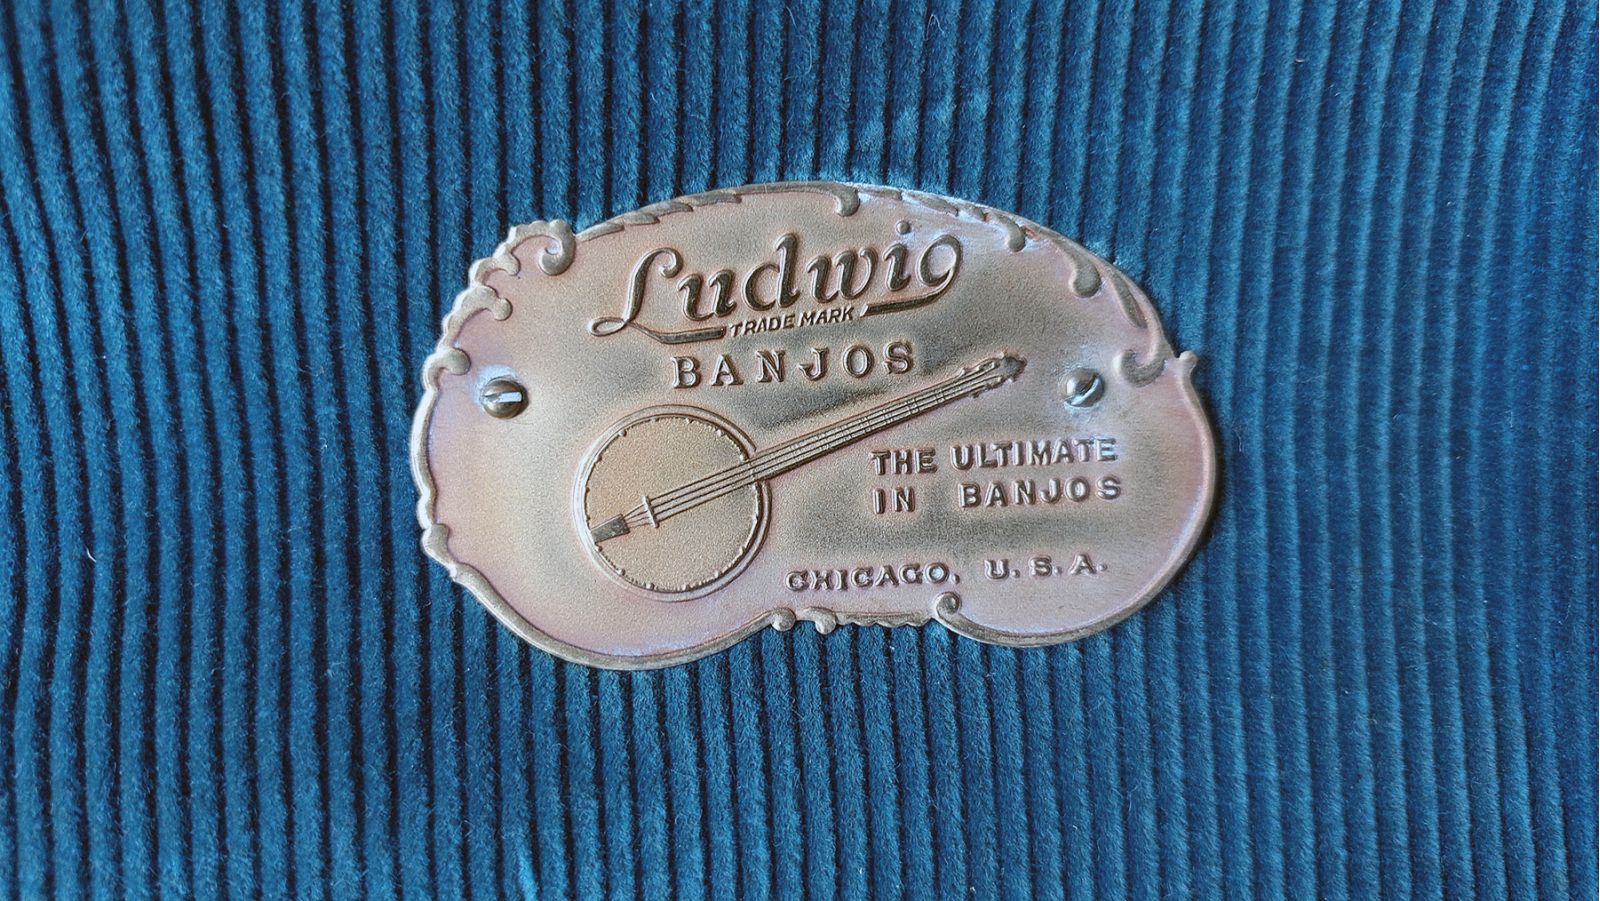 Ludwig
TRADE MARK
BANJOS
THE ULTIMATE
IN BANJOS
CHICAGO, U.S.A.